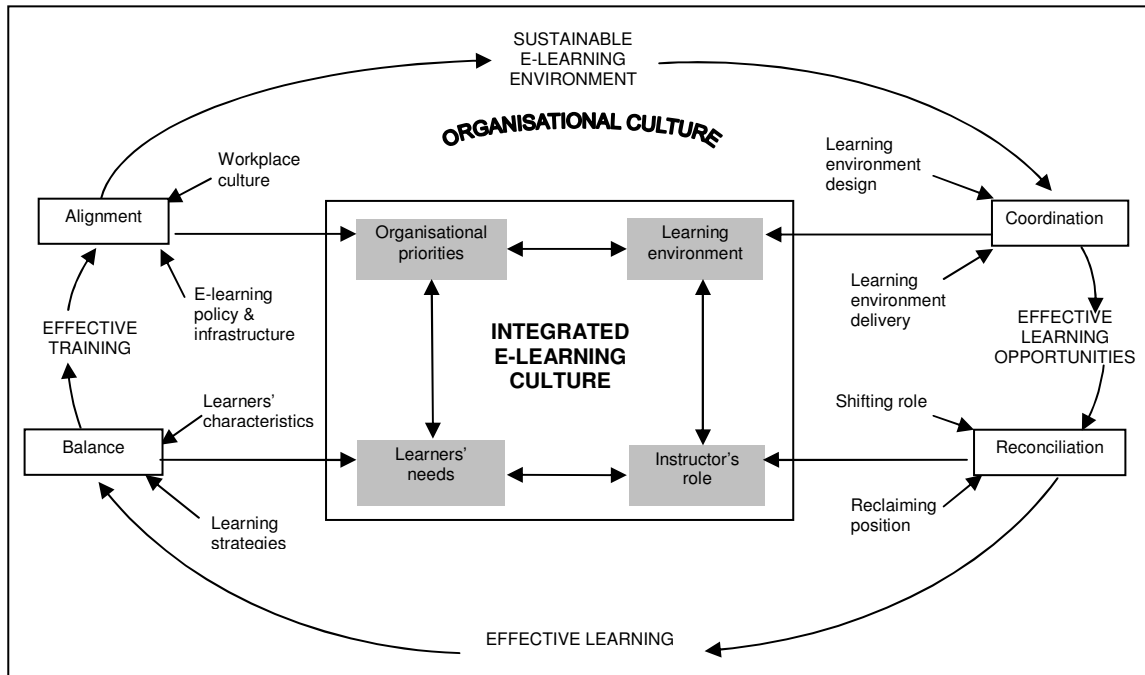 SUSTAINABLE
E-LEARNING
ENVIRONMENT
ORGANISATIONAL CULTURE
Workplace
culture
Learning
environment
design
Alignment
Coordination
Organisational
priorities
Learning
environment
E-learning
policy &
infrastructure
Learning
environment
delivery
EFFECTIVE
TRAINING
INTEGRATED
E-LEARNING
CULTURE
EFFECTIVE
LEARNING
OPPORTUNITIES
Learners'
characteristics
Shifting role
Balance
Reconciliation
Learners'
needs
Instructor's
role
Learning
strategies
Reclaiming
position
EFFECTIVE LEARNING